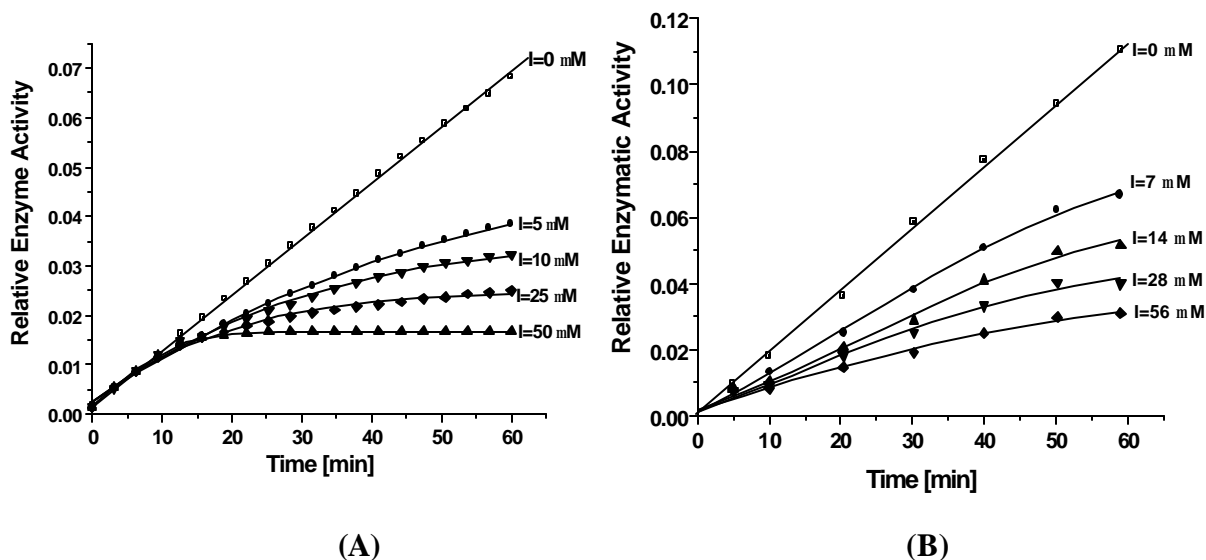 0.07
0.06
0.05
0.04
0.03
0.02
0.01
0.00
Relative Enzyme Activity
0 10 20 30 40 50 60
Time [min]
I=0 mM
I=5 mM
I=10 mM
I=25 mM
I=50 mM
(A)
0.12
0.10
0.08
0.06
0.04
0.02
0.00
Relative Enzymatic Activity
0 10 20 30 40 50 60
Time [min]
I=0 mM
I=7 mM
I=14 mM
I=28 mM
I=56 mM
(B)